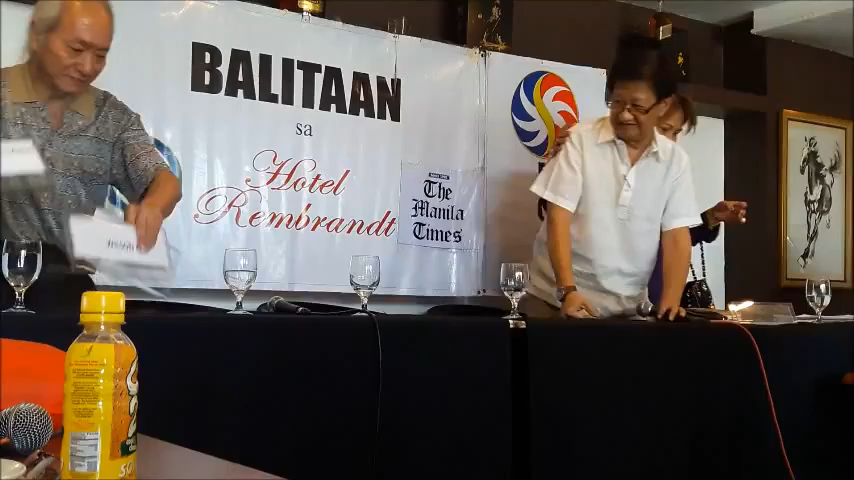 BALITAAN
sa
Hotel
Rembrandt
The
Manila
Times